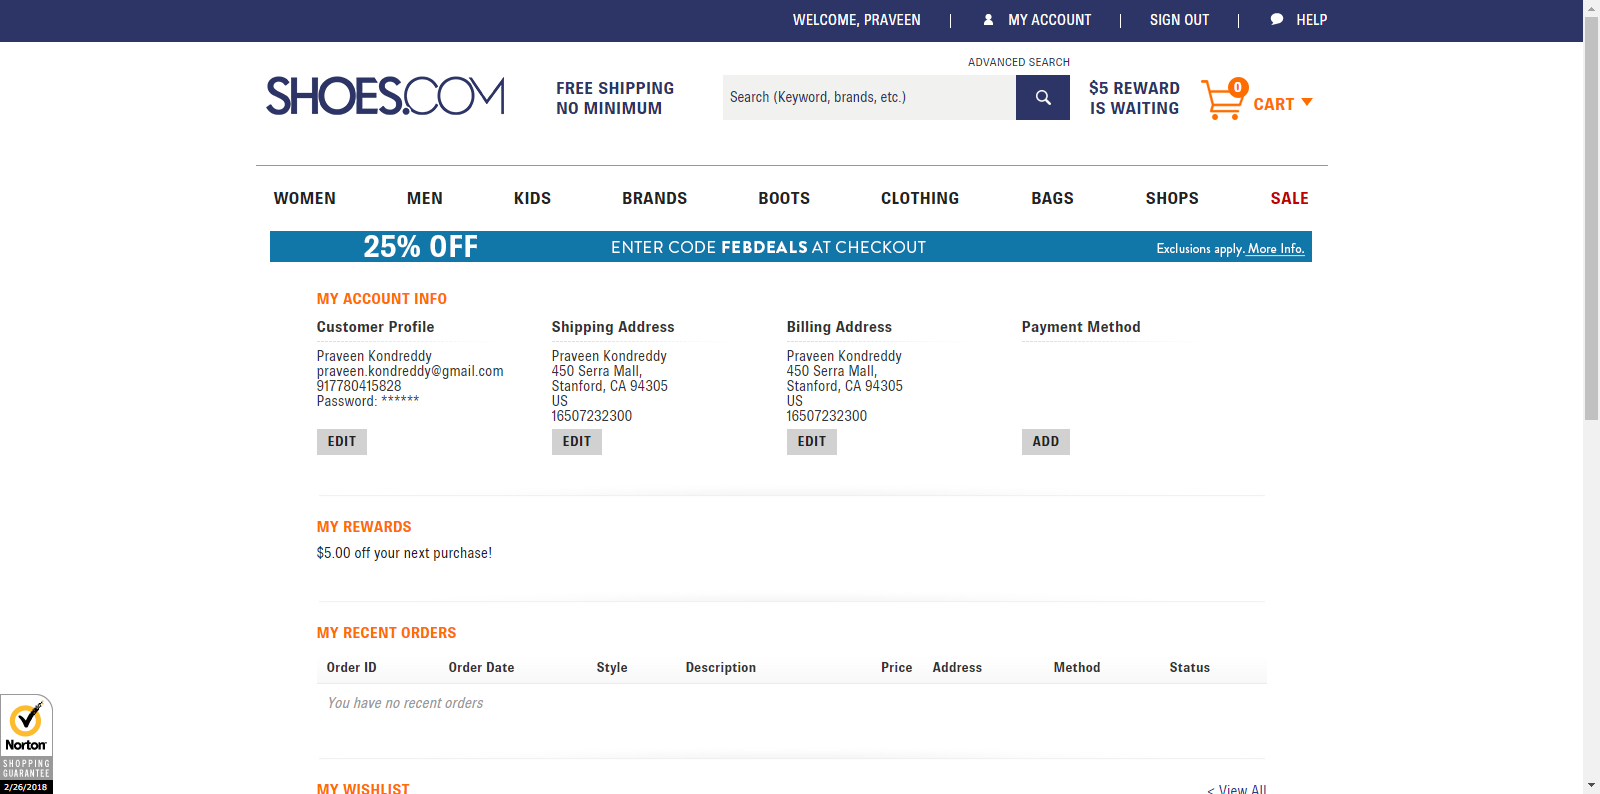 WELCOME, PRAVEEN | MY ACCOUNT | SIGN OUT | HELP
ADVANCED SEARCH
SHOES.COM
FREE SHIPPING
NO MINIMUM
Search (Keyword, brands, etc.)
$5 REWARD
IS WAITING
0
CART
WOMEN MEN KIDS BRANDS BOOTS CLOTHING BAGS SHOPS SALE
25% OFF ENTER CODE FEBDEALS AT CHECKOUT Exclusions apply. More Info.
MY ACCOUNT INFO
Customer Profile
Praveen Kondreddy
praveen.kondreddy@gmail.com
917780415828
Password: ******
EDIT
Shipping Address
Praveen Kondreddy
450 Serra Mall,
Stanford, CA 94305
US
16507232300
EDIT
Billing Address
Praveen Kondreddy
450 Serra Mall,
Stanford, CA 94305
US
16507232300
EDIT
Payment Method
ADD
MY REWARDS
$5.00 off your next purchase!
MY RECENT ORDERS
Order ID Order Date Style Description Price Address Method Status
You have no recent orders
MY WISHLIST < View All
Norton
SHOPPING
GUARANTEE
2/26/2018